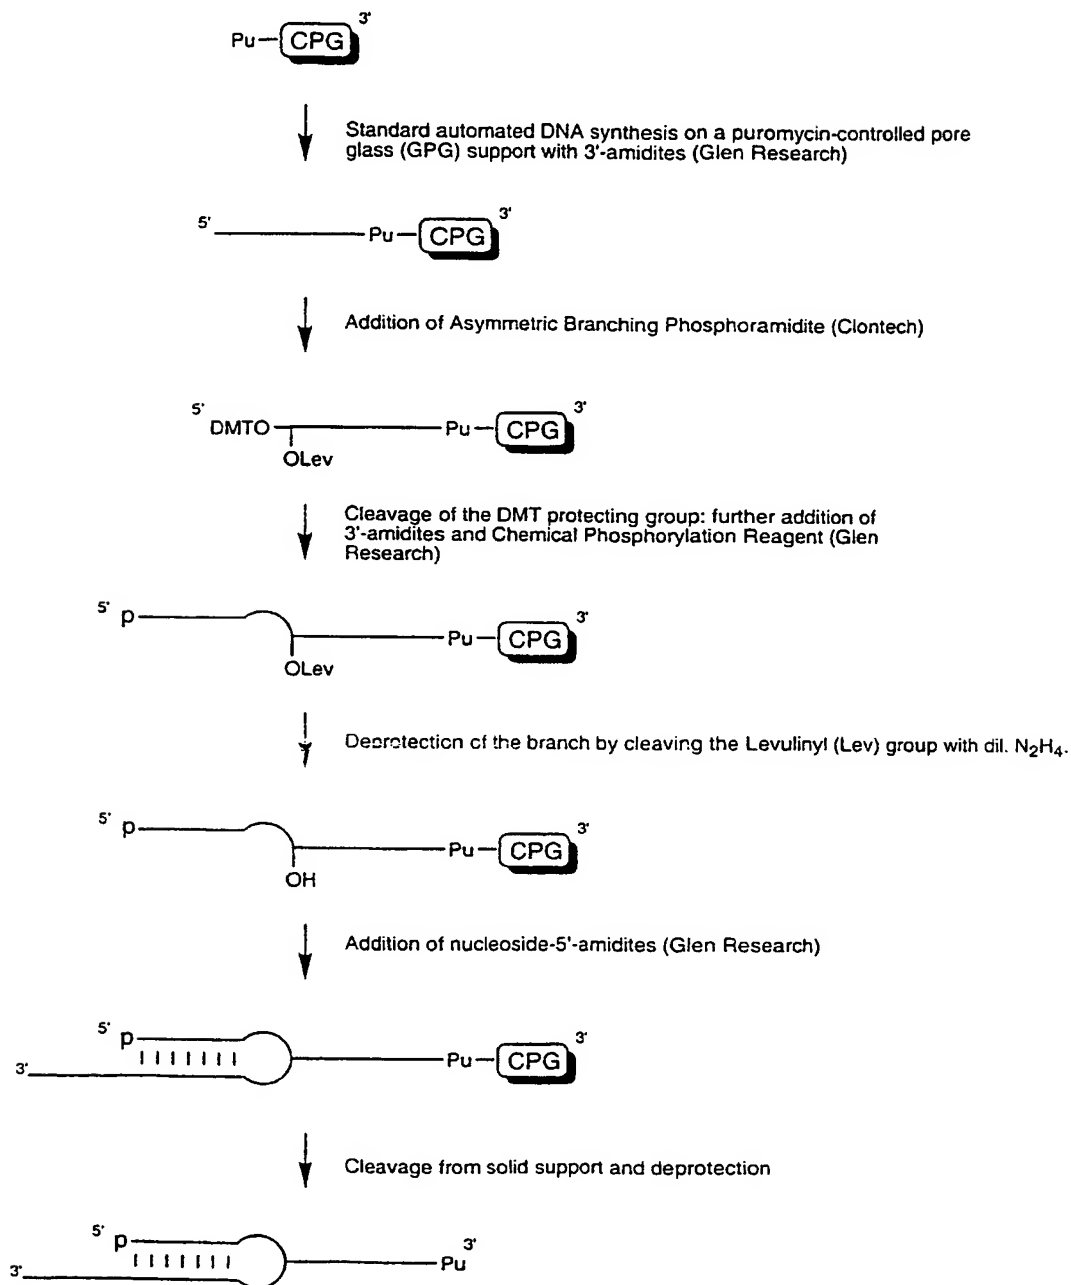 3'
Pu CPG
Standard automated DNA synthesis on a puromycin-controlled pore
glass (GPG) support with 3'-amidites (Glen Research)
5' 3'
Pu CPG
Addition of Asymmetric Branching Phosphoramidite (Clontech)
5' 3'
DMTO Pu CPG
OLev
Cleavage of the DMT protecting group: further addition of
3'-amidites and Chemical Phosphorylation Reagent (Glen
Research)
5' p 3'
Pu CPG
OLev
Deprotection of the branch by cleaving the Levulinyl (Lev) group with dil. N₂H₄.
5' p 3'
Pu CPG
OH
Addition of nucleoside-5'-amidites (Glen Research)
5' p 3'
Pu CPG
3'
Cleavage from solid support and deprotection
5' p 3'
Pu
3'